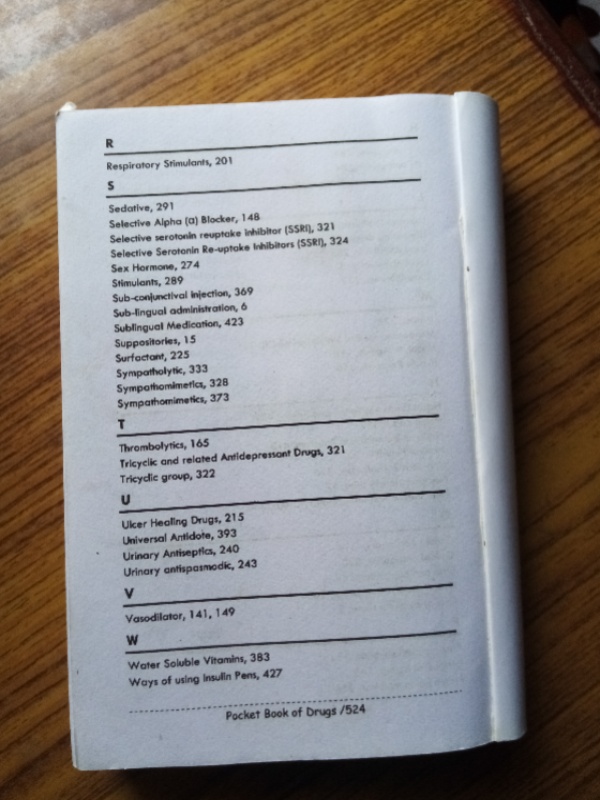 R
Respiratory Stimulants, 201
S
Sedative, 291
Selective Alpha (α) Blocker, 148
Selective serotonin reuptake inhibitor (SSRI), 321
Selective Serotonin Re-uptake Inhibitors (SSRI), 324
Sex Hormone, 274
Stimulants, 289
Sub-conjunctival injection, 369
Sub-lingual administration, 6
Sublingual Medication, 423
Suppositories, 15
Surfactant, 225
Sympatholytic, 333
Sympathomimetics, 328
Sympathomimetics, 373
T
Thrombolytics, 165
Tricyclic and related Antidepressant Drugs, 321
Tricyclic group, 322
U
Ulcer Healing Drugs, 215
Universal Antidote, 393
Urinary Antiseptics, 240
Urinary antispasmodic, 243
V
Vasodilator, 141, 149
W
Water Soluble Vitamins, 383
Ways of using Insulin Pens, 427
Pocket Book of Drugs /524